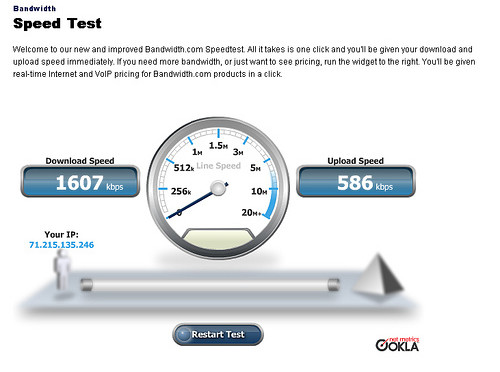 Bandwidth
Speed Test
Welcome to our new and improved Bandwidth.com Speedtest. All it takes is one click and you'll be given your download and
upload speed immediately. If you need more bandwidth, or just want to see pricing, run the widget to the right. You'll be given
real-time Internet and VoIP pricing for Bandwidth.com products in a click.
Download Speed
1607 kbps
0
256k
512k
1M
1.5M
3M
5M
10M
20M+
Line Speed
Upload Speed
586 kbps
Your IP:
71.215.135.246
Restart Test
net metrics
OOKLA